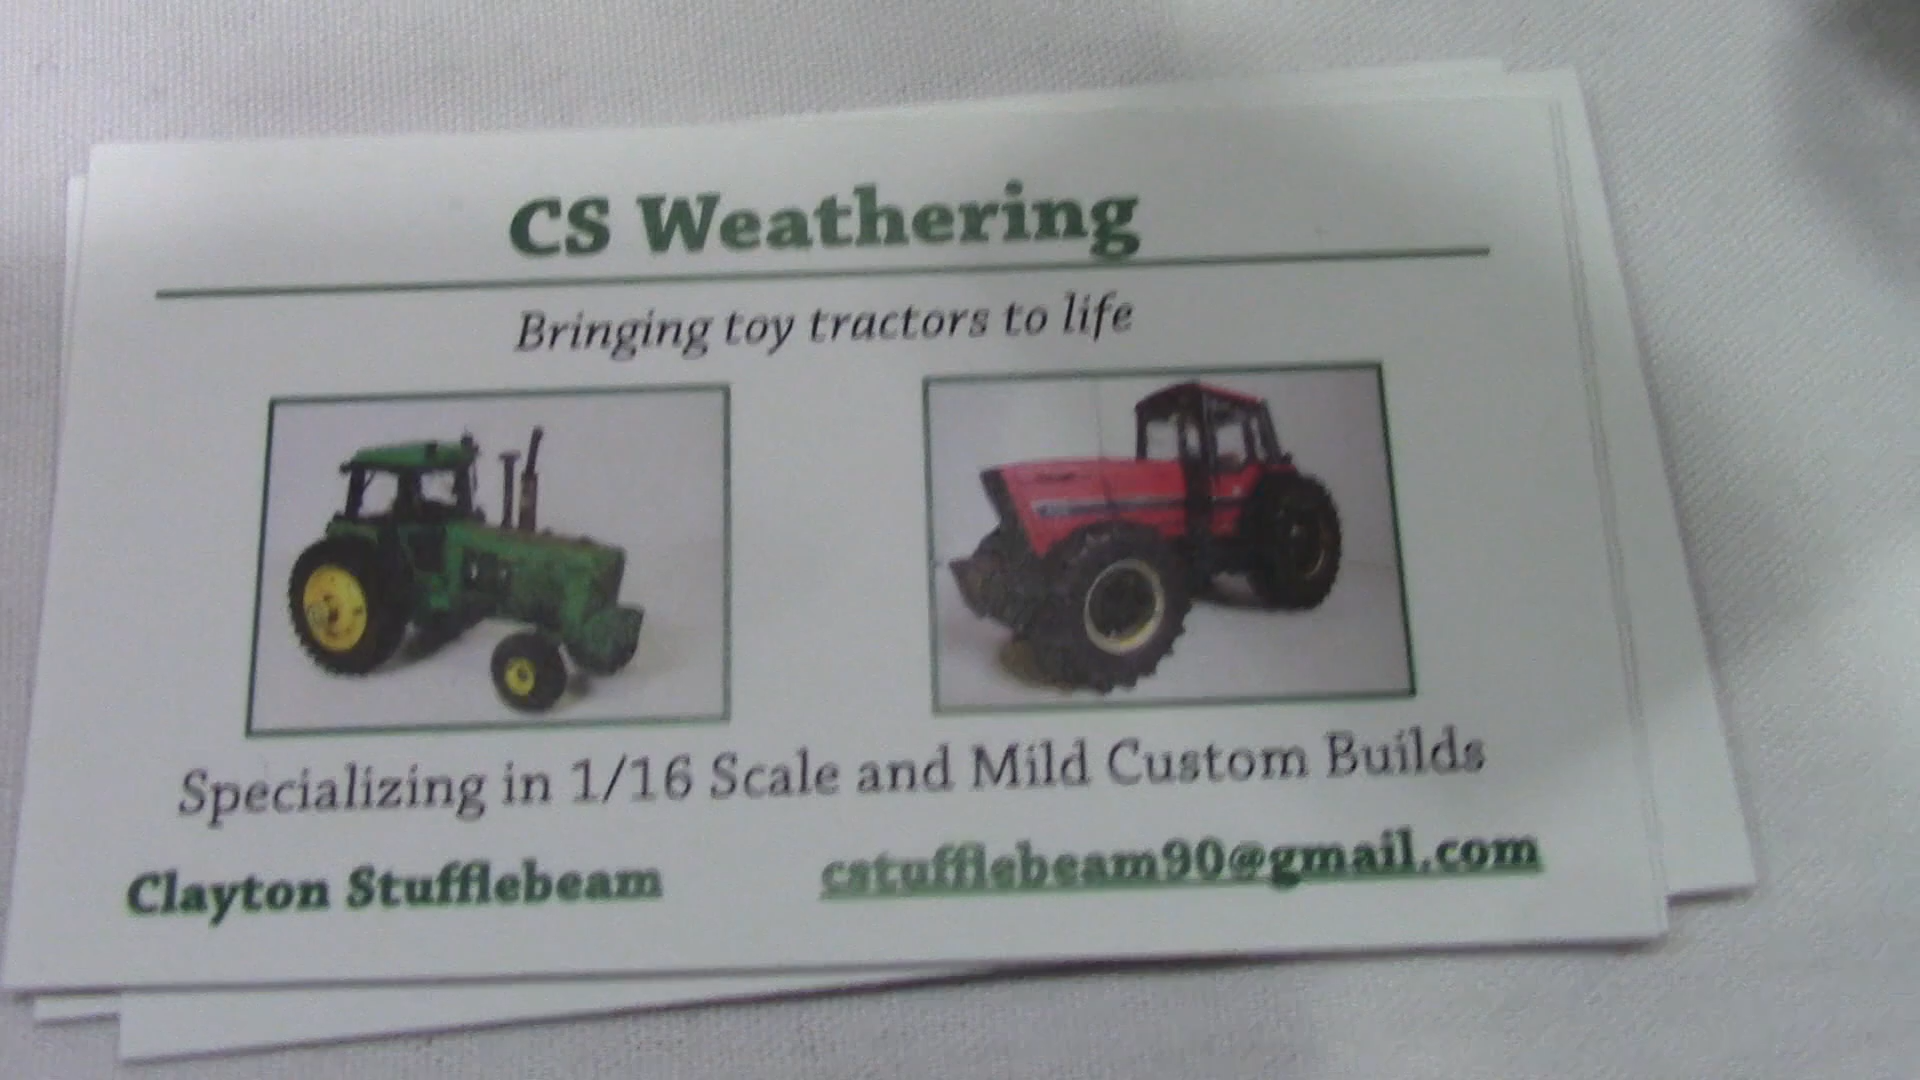 CS Weathering
Bringing toy tractors to life
Specializing in 1/16 Scale and Mild Custom Builds
Clayton Stufflebeam
cstufflebeam90@gmail.com